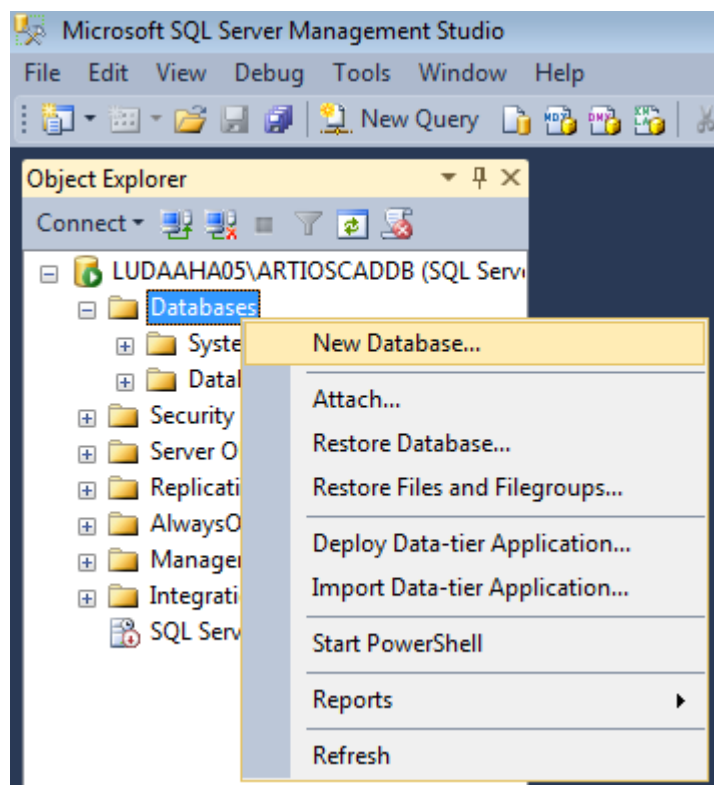 Microsoft SQL Server Management Studio
File Edit View Debug Tools Window Help
New Query
Object Explorer
Connect
LUDAAHA05\ARTIOSCADDB (SQL Serv
Databases
Syste
Data
Security
Server O
Replicati
AlwaysO
Manage
Integrati
SQL Serv
New Database...
Attach...
Restore Database...
Restore Files and Filegroups...
Deploy Data-tier Application...
Import Data-tier Application...
Start PowerShell
Reports
Refresh